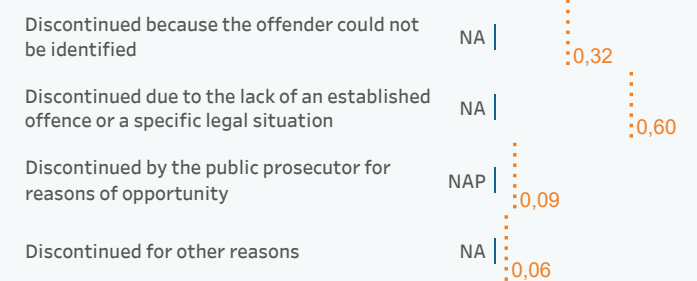 Discontinued because the offender could not
be identified
NA
0,32
Discontinued due to the lack of an established
offence or a specific legal situation
NA
0,60
Discontinued by the public prosecutor for
reasons of opportunity
NAP
0,09
Discontinued for other reasons
NA
0,06